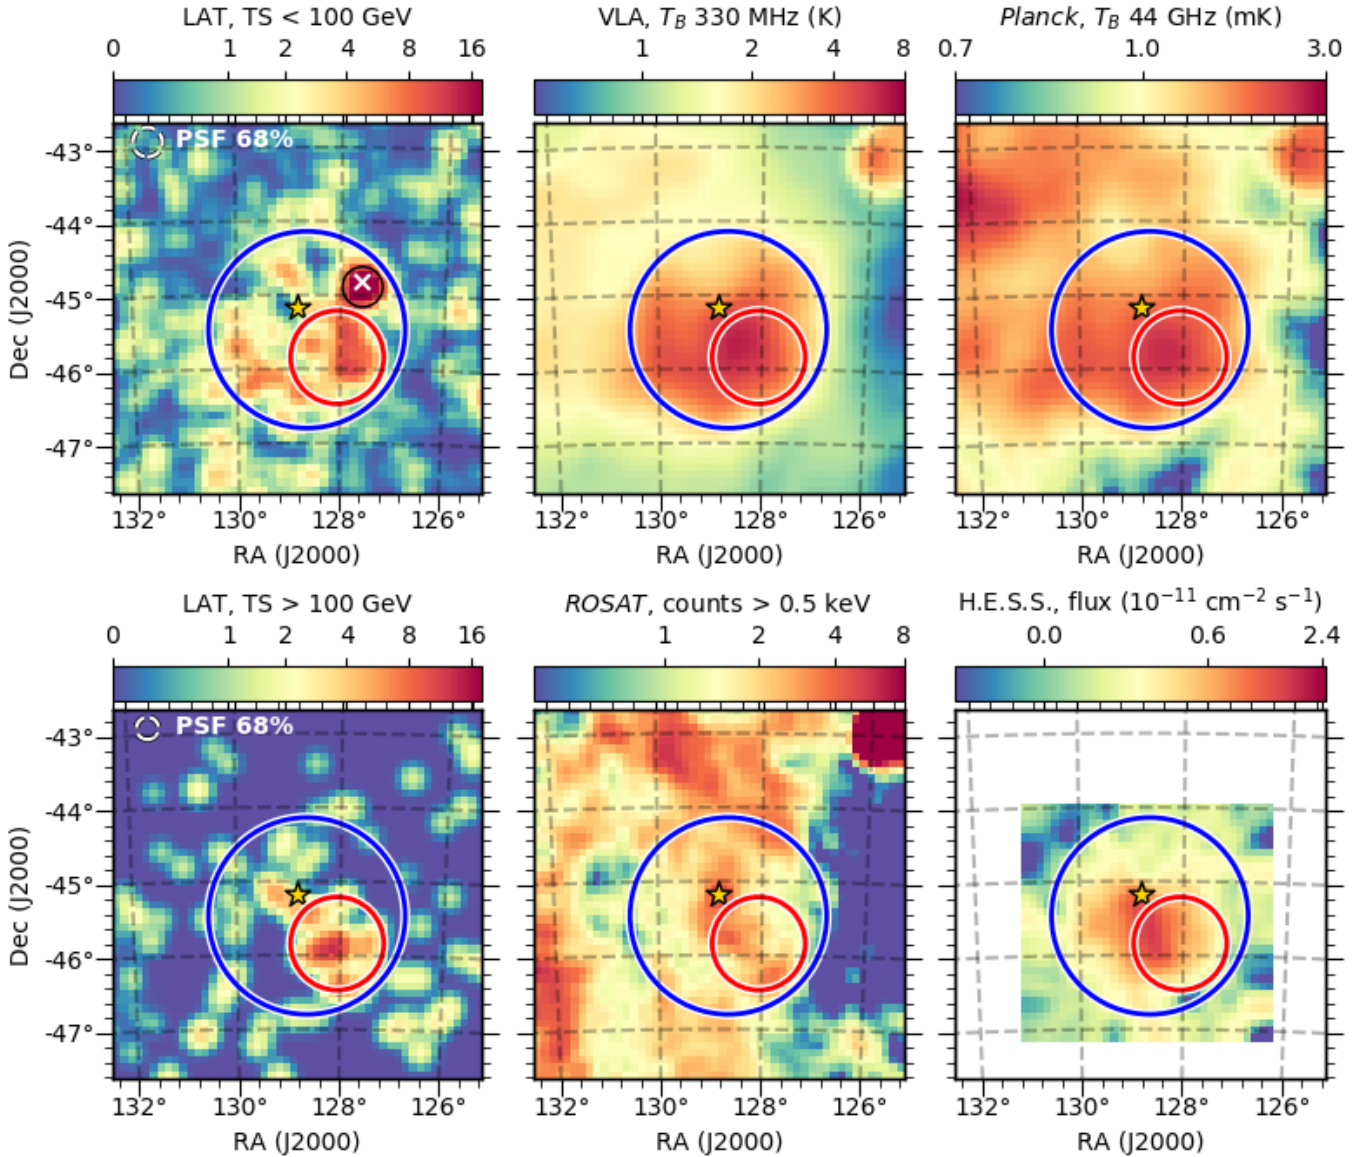 LAT, TS < 100 GeV
0 1 2 4 8 16
PSF 68%
-43°
-44°
-45°
-46°
-47°
Dec (J2000)
132° 130° 128° 126°
RA (J2000)
VLA, T_B 330 MHz (K)
1 2 4 8
132° 130° 128° 126°
RA (J2000)
Planck, T_B 44 GHz (mK)
0.7 1.0 3.0
132° 130° 128° 126°
RA (J2000)
LAT, TS > 100 GeV
0 1 2 4 8 16
PSF 68%
-43°
-44°
-45°
-46°
-47°
Dec (J2000)
132° 130° 128° 126°
RA (J2000)
ROSAT, counts > 0.5 keV
1 2 4 8
132° 130° 128° 126°
RA (J2000)
H.E.S.S., flux (10⁻¹¹ cm⁻² s⁻¹)
0.0 0.6 2.4
132° 130° 128° 126°
RA (J2000)